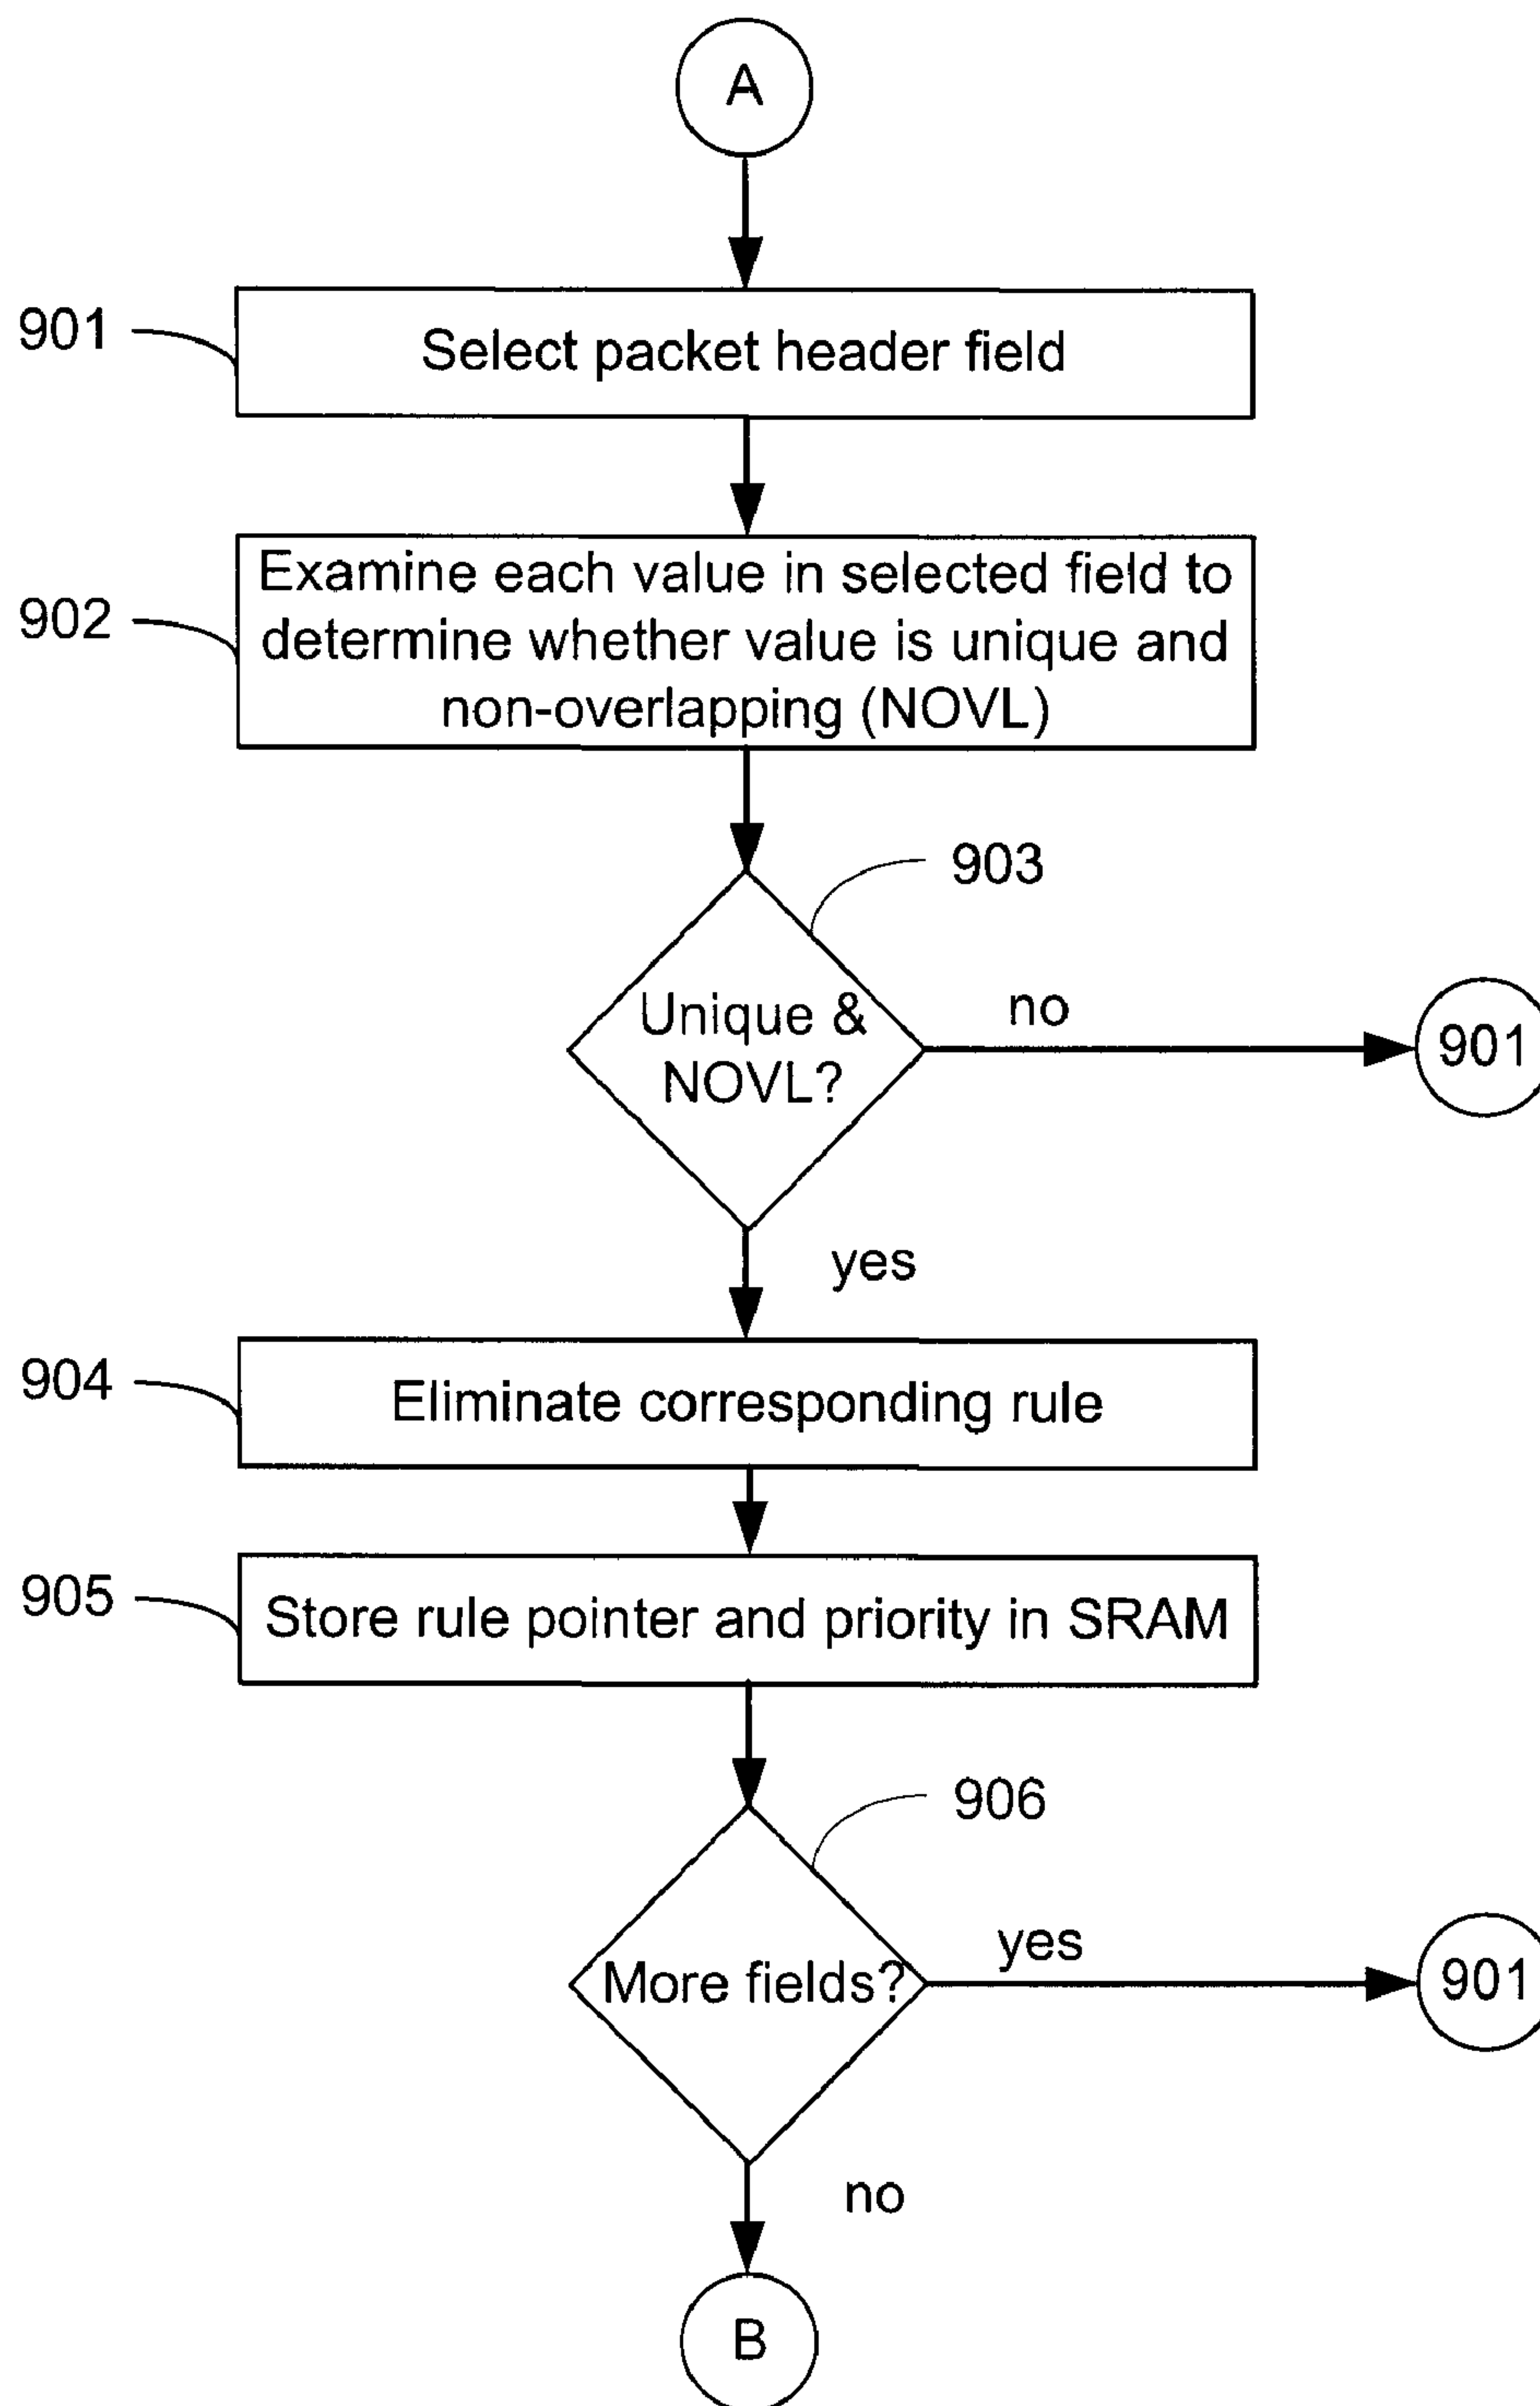 A
901
Select packet header field
902
Examine each value in selected field to
determine whether value is unique and
non-overlapping (NOVL)
903
Unique &
NOVL?
no
901
yes
904
Eliminate corresponding rule
905
Store rule pointer and priority in SRAM
906
More fields?
yes
901
no
B